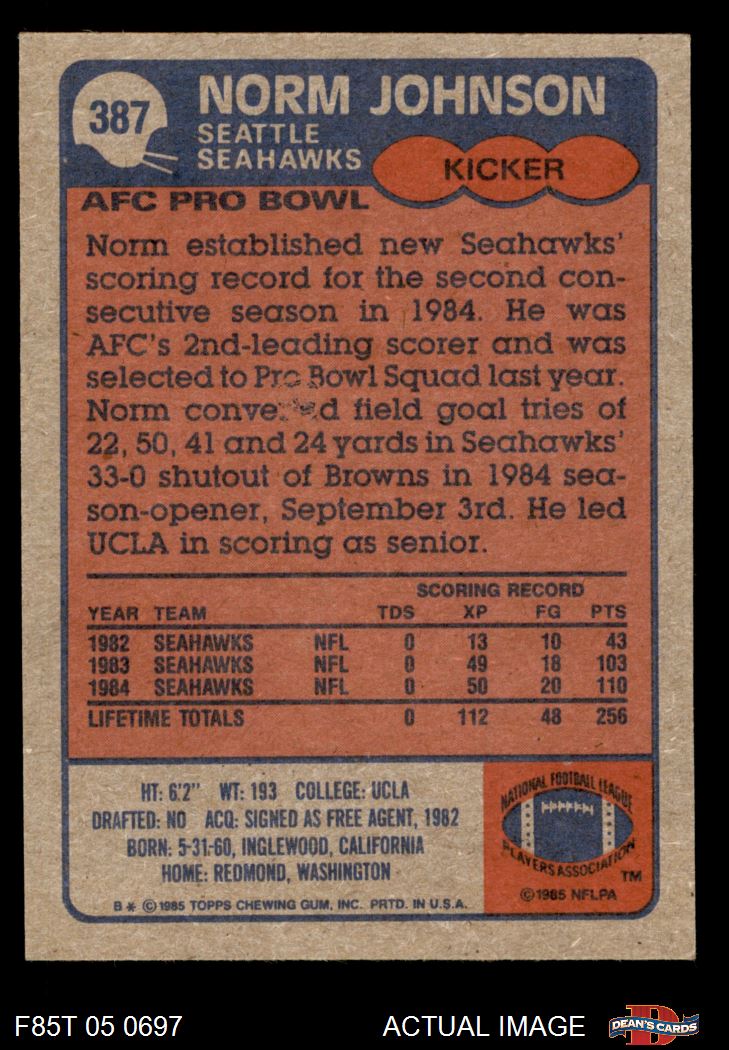 387
NORM JOHNSON
SEATTLE
SEAHAWKS
KICKER
AFC PRO BOWL
Norm established new Seahawks'
scoring record for the second con-
secutive season in 1984. He was
AFC's 2nd-leading scorer and was
selected to Pro Bowl Squad last year.
Norm converted field goal tries of
22, 50, 41 and 24 yards in Seahawks'
33-0 shutout of Browns in 1984 sea-
son-opener, September 3rd. He led
UCLA in scoring as senior.
SCORING RECORD
YEAR TEAM TDS XP FG PTS
1982 SEAHAWKS NFL 0 13 10 43
1983 SEAHAWKS NFL 0 49 18 103
1984 SEAHAWKS NFL 0 50 20 110
LIFETIME TOTALS 0 112 48 256
HT: 6'2" WT: 193 COLLEGE: UCLA
DRAFTED: NO ACQ: SIGNED AS FREE AGENT, 1982
BORN: 5-31-60, INGLEWOOD, CALIFORNIA
HOME: REDMOND, WASHINGTON
B * © 1985 TOPPS CHEWING GUM, INC. PRTD. IN U.S.A.
NATIONAL FOOTBALL LEAGUE
PLAYERS ASSOCIATION
TM
© 1985 NFLPA
F85T 05 0697
ACTUAL IMAGE
D
DEAN'S CARDS